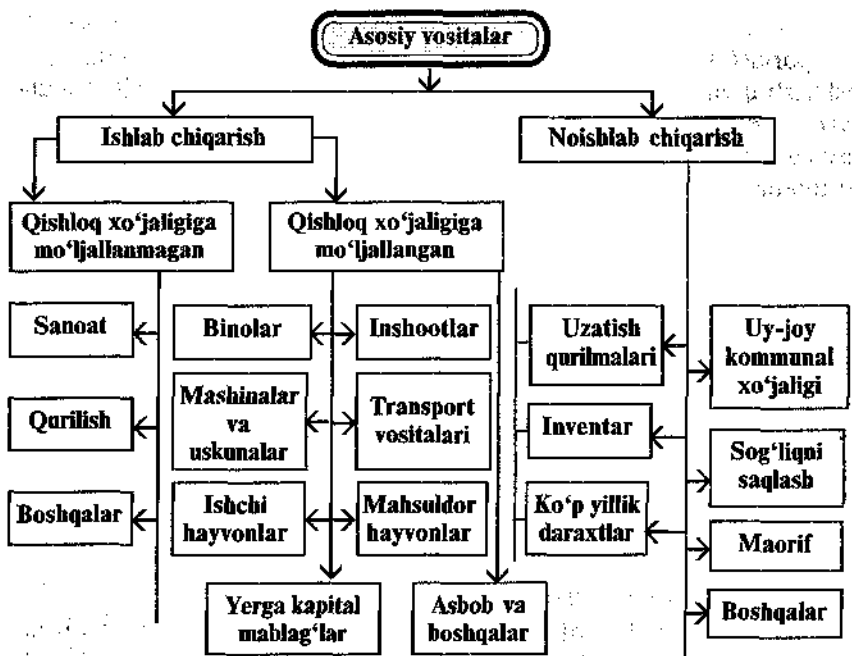 Asosiy vositalar
Ishlab chiqarish
Noishlab chiqarish
Qishloq xo‘jaligiga
mo‘ljallanmagan
Qishloq xo‘jaligiga
mo‘ljallangan
Sanoat
Binolar
Inshootlar
Uzatish
qurilmalari
Uy-joy
kommunal
xo‘jaligi
Qurilish
Mashinalar
va
uskunalar
Transport
vositalari
Inventar
Sog‘liqni
saqlash
Boshqalar
Ishchi
hayvonlar
Mahsuldor
hayvonlar
Ko‘p yillik
daraxtlar
Maorif
Yerga kapital
mablag‘lar
Asbob va
boshqalar
Boshqalar